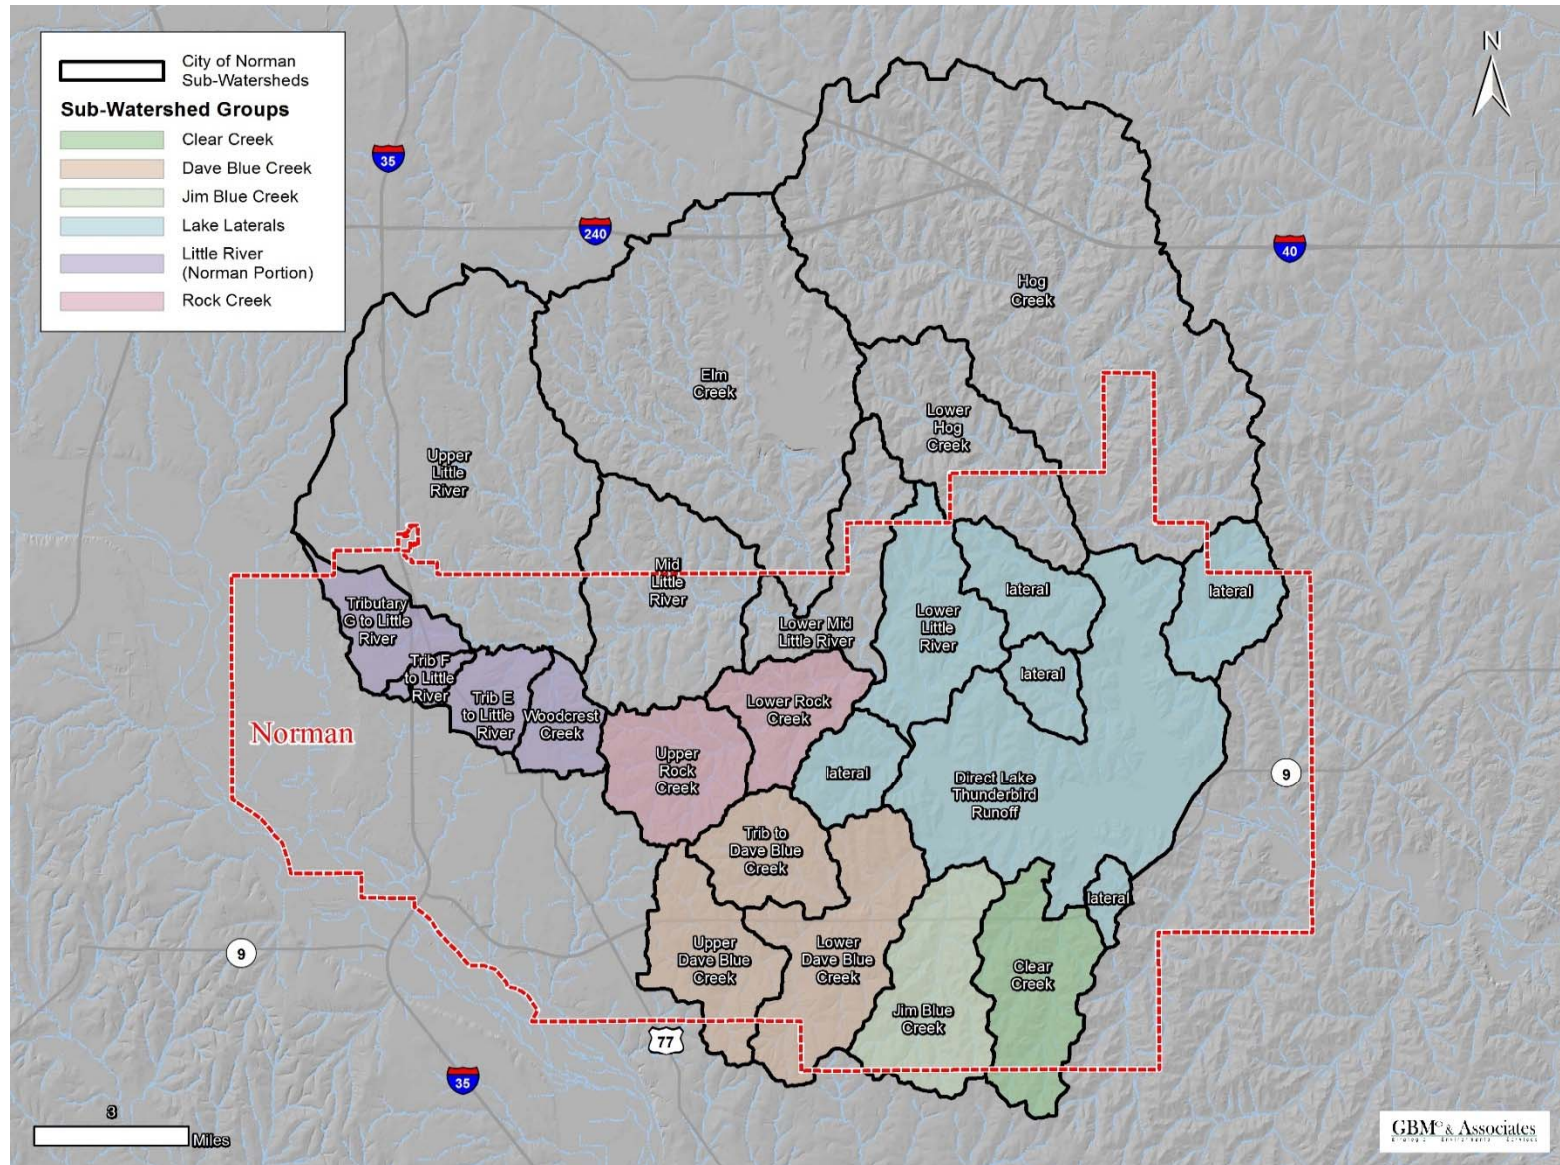 City of Norman
Sub-Watersheds
Sub-Watershed Groups
Clear Creek
Dave Blue Creek
Jim Blue Creek
Lake Laterals
Little River
(Norman Portion)
Rock Creek
N
35
240
40
Hog
Creek
Elm
Creek
Lower
Hog
Creek
Upper
Little
River
Mid
Little
River
Lower Mid
Little River
Lower
Little
River
lateral
lateral
lateral
Tributary
G to Little
River
Trib F
to Little
River
Trib E
to Little
River
Woodcrest
Creek
Norman
Lower Rock
Creek
Upper
Rock
Creek
lateral
Direct Lake
Thunderbird
Runoff
9
Trib to
Dave Blue
Creek
lateral
9
Upper
Dave Blue
Creek
Lower
Dave Blue
Creek
Clear
Creek
Jim Blue
Creek
77
35
3
Miles
GBMc & Associates
Strategic Environmental Services